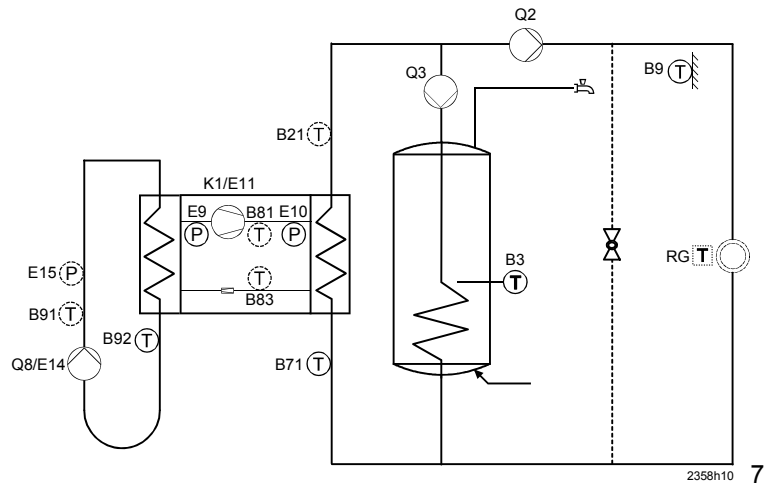 Q2
Q3
B9 T
B21 T
K1/E11
E9 B81 E10
P T P
B3
T
RG T
E15 P
T
B83
B91 T
B92 T
Q8/E14
B71 T
2358h10 7